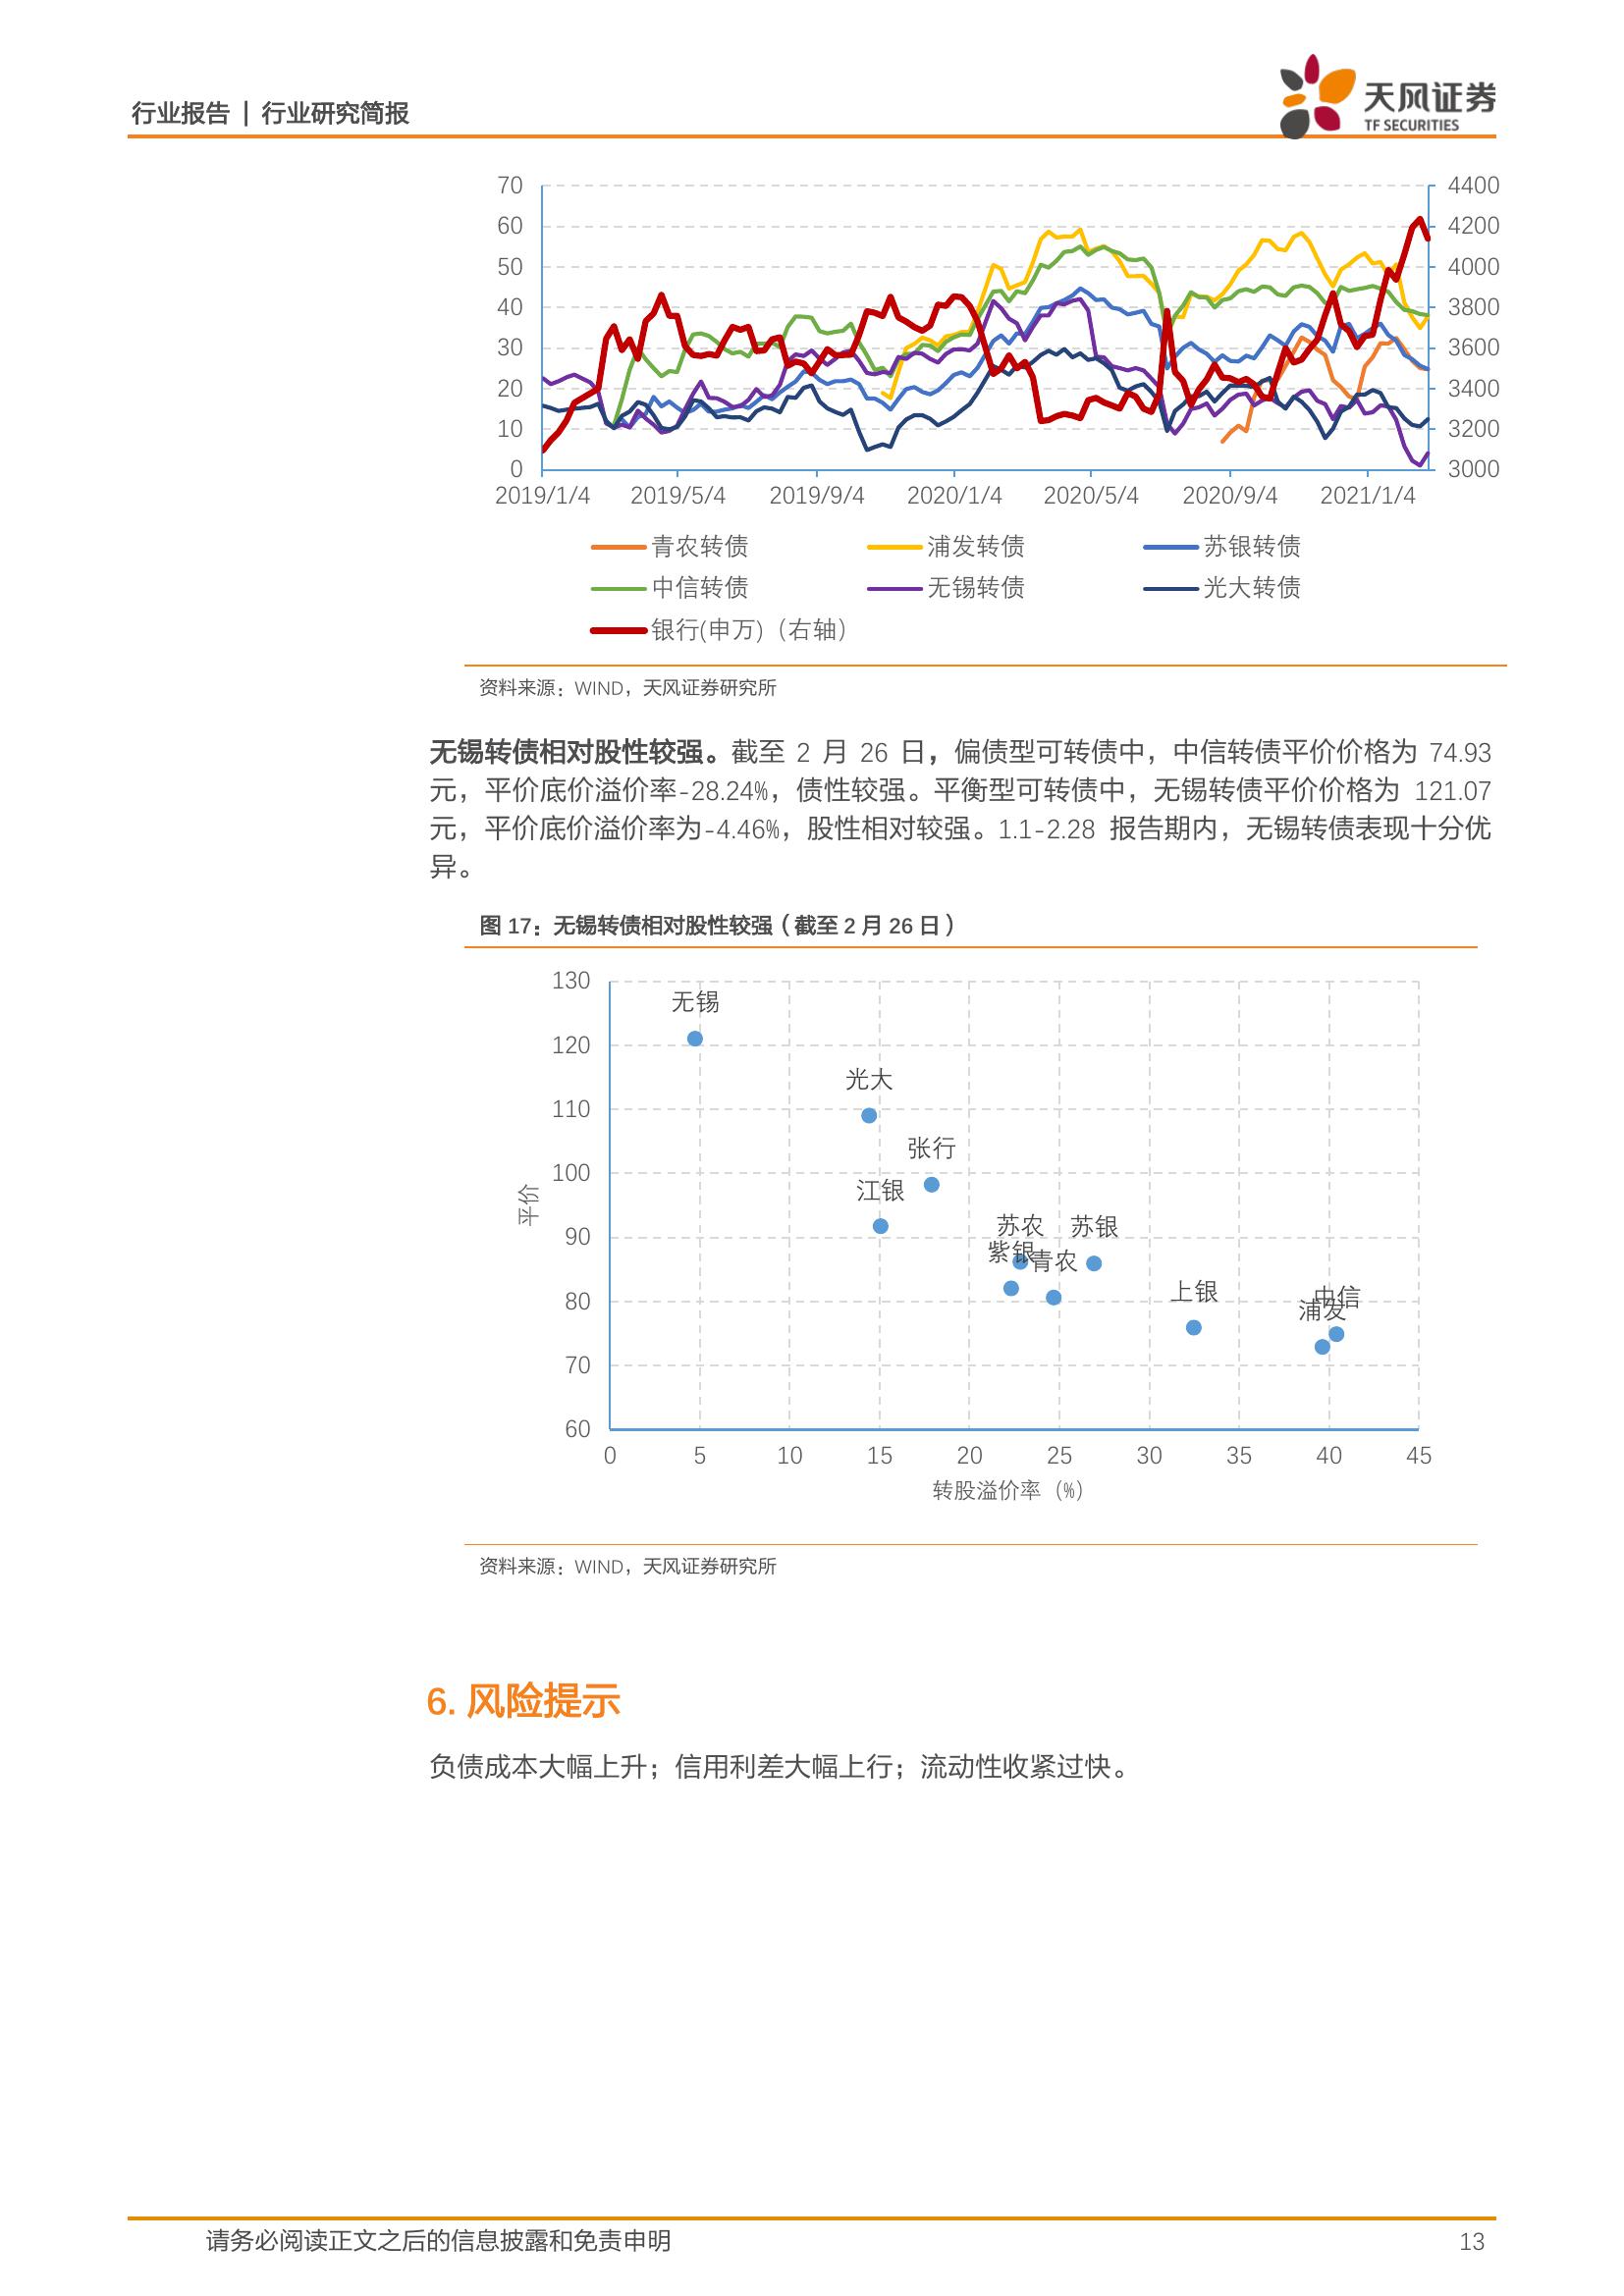 行业报告 | 行业研究简报
天风证券
TF SECURITIES
70
60
50
40
30
20
10
0
4400
4200
4000
3800
3600
3400
3200
3000
2019/1/4 2019/5/4 2019/9/4 2020/1/4 2020/5/4 2020/9/4 2021/1/4
青农转债 浦发转债 苏银转债
中信转债 无锡转债 光大转债
银行(申万)（右轴）
资料来源：WIND，天风证券研究所
无锡转债相对股性较强。截至 2 月 26 日，偏债型可转债中，中信转债平价价格为 74.93
元，平价底价溢价率-28.24%，债性较强。平衡型可转债中，无锡转债平价价格为 121.07
元，平价底价溢价率为-4.46%，股性相对较强。1.1-2.28 报告期内，无锡转债表现十分优
异。
图 17：无锡转债相对股性较强（截至 2 月 26 日）
130
120
110
100
90
80
70
60
平价
无锡
光大
张行
江银
苏农 苏银
紫银 青农
上银
中信
浦发
0 5 10 15 20 25 30 35 40 45
转股溢价率（%）
资料来源：WIND，天风证券研究所
6. 风险提示
负债成本大幅上升；信用利差大幅上行；流动性收紧过快。
请务必阅读正文之后的信息披露和免责申明 13